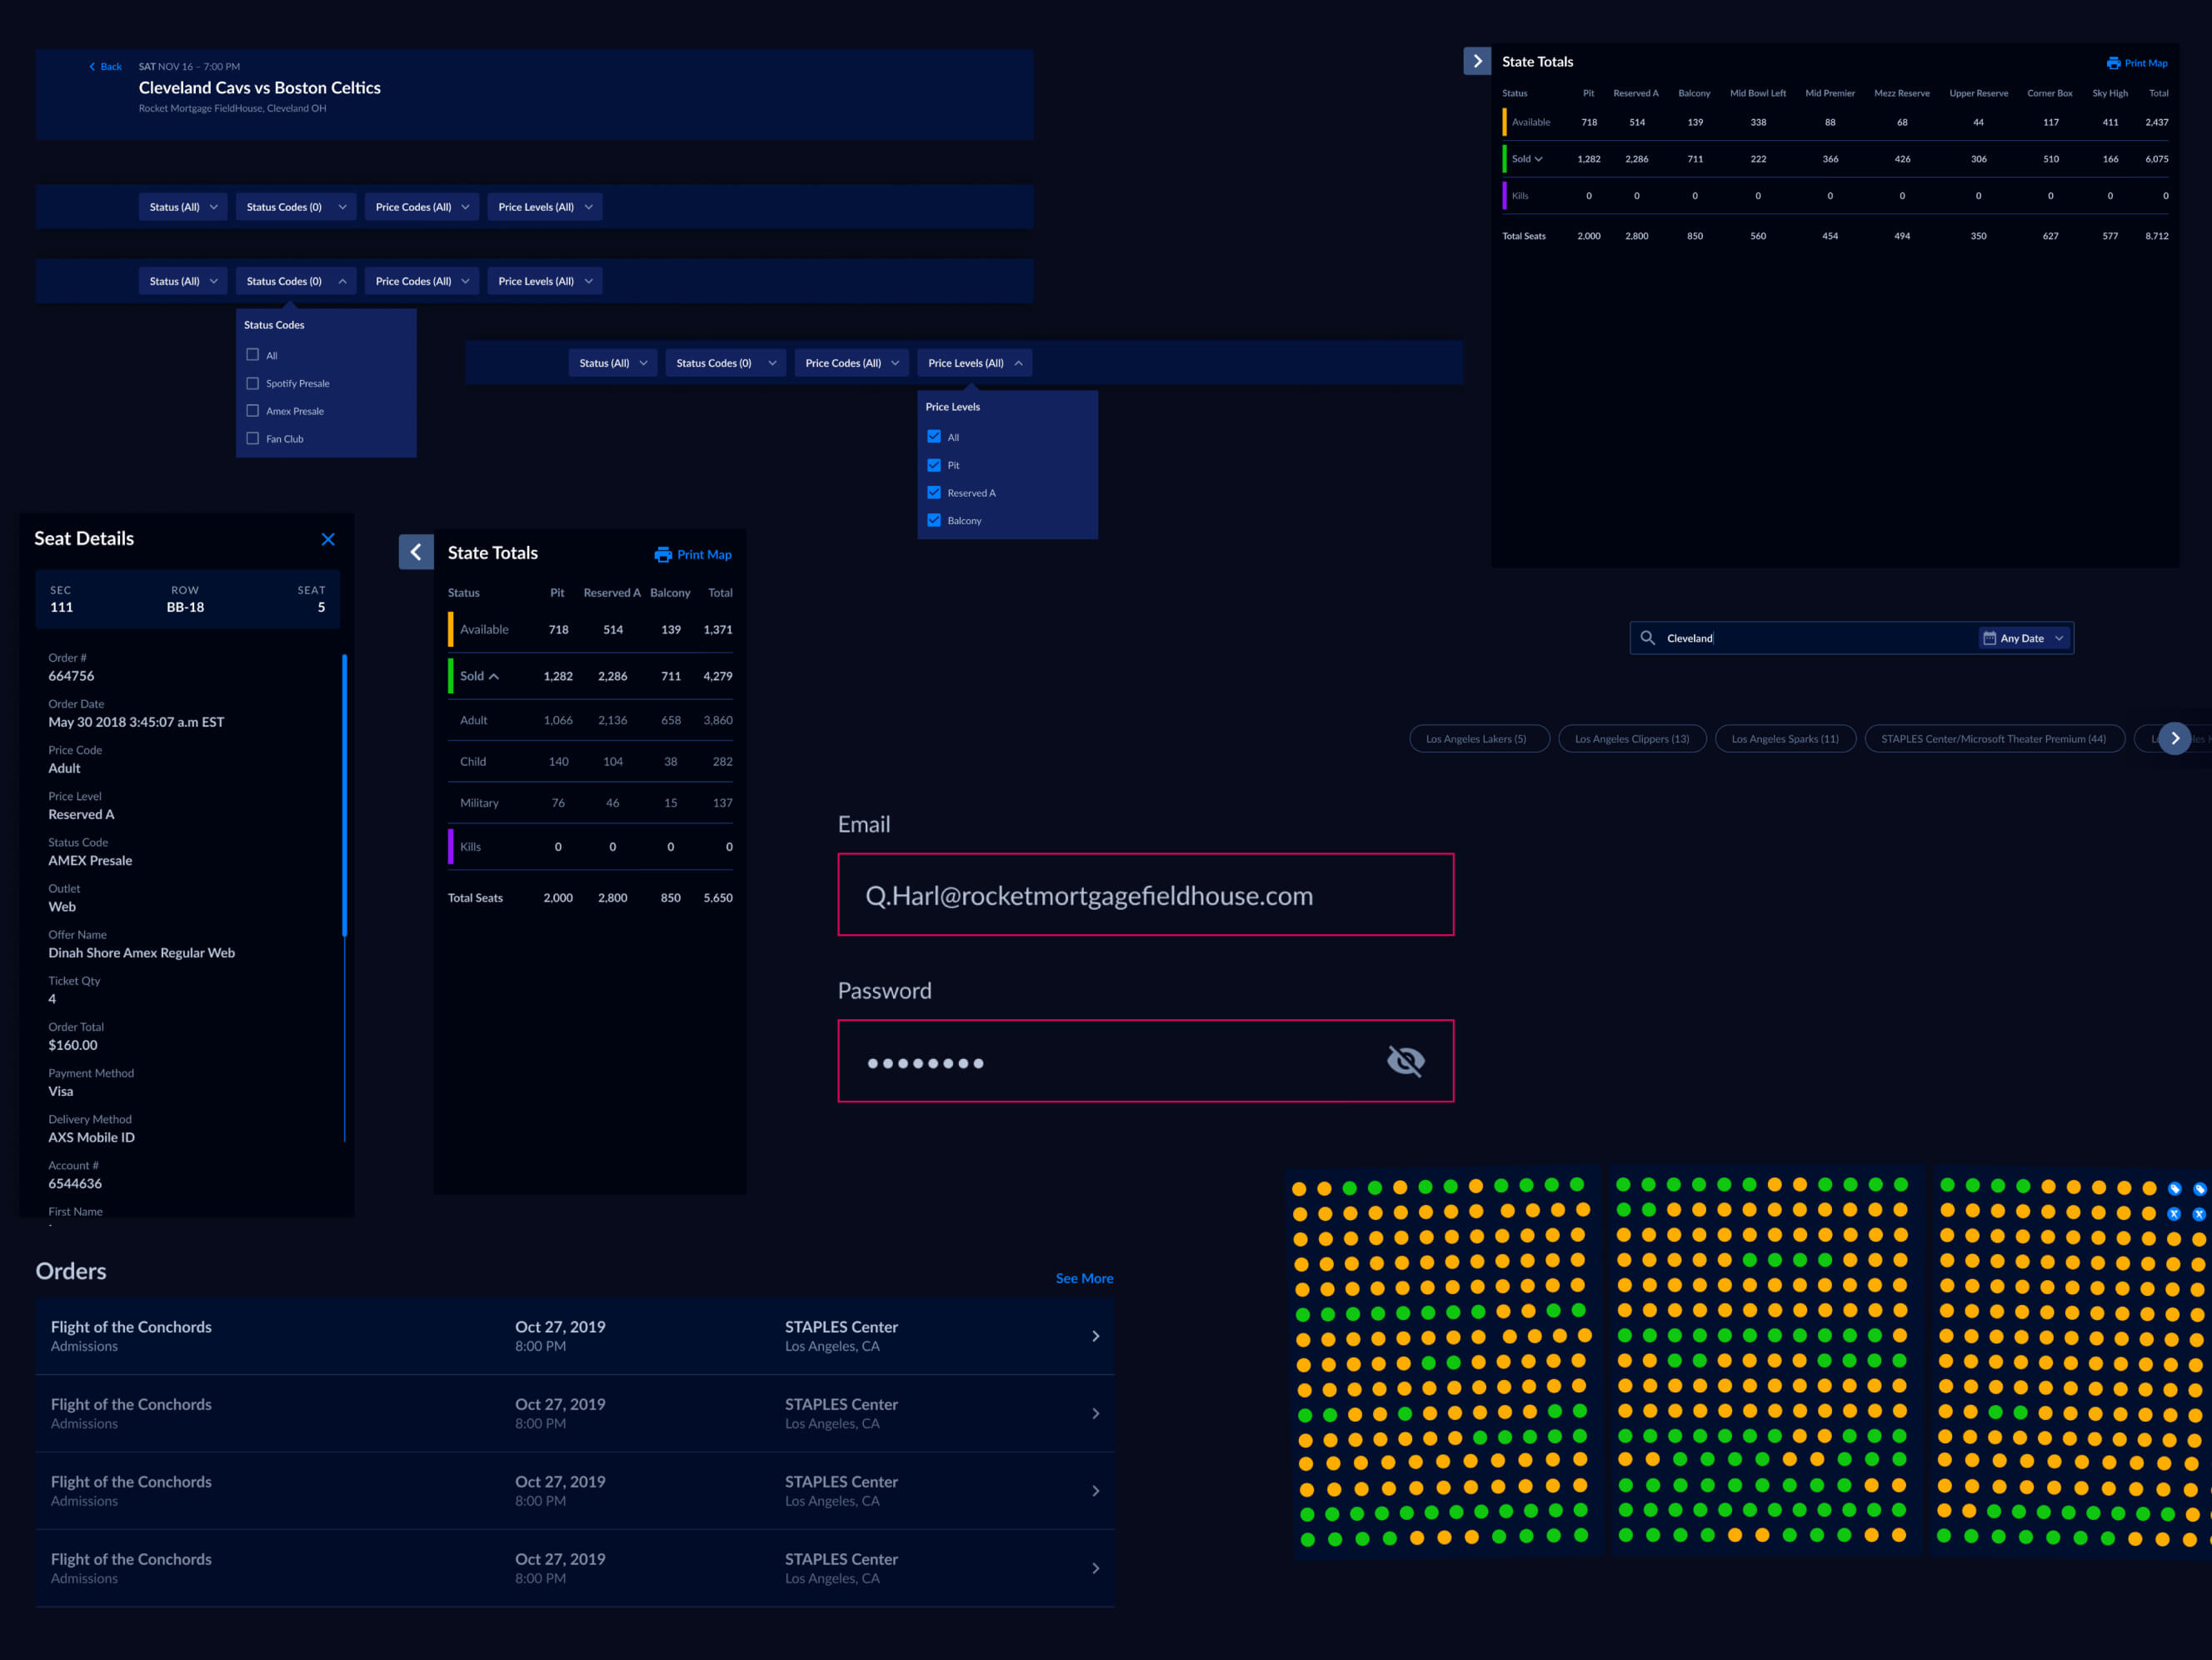 Back SAT NOV 16 – 7:00 PM
Cleveland Cavs vs Boston Celtics
Rocket Mortgage FieldHouse, Cleveland OH
Status (All) Status Codes (0) Price Codes (All) Price Levels (All)
Status (All) Status Codes (0) Price Codes (All) Price Levels (All)
Status Codes
All
Spotify Presale
Amex Presale
Fan Club
Status (All) Status Codes (0) Price Codes (All) Price Levels (All)
Price Levels
All
Pit
Reserved A
Balcony
State Totals Print Map
Status Pit Reserved A Balcony Mid Bowl Left Mid Premier Mezz Reserve Upper Reserve Corner Box Sky High Total
Available 718 514 139 338 88 68 44 117 411 2,437
Sold 1,282 2,286 711 222 366 426 306 510 166 6,075
Kills 0 0 0 0 0 0 0 0 0 0
Total Seats 2,000 2,800 850 560 454 494 350 627 577 8,712
Seat Details
SEC ROW SEAT
111 BB-18 5
Order #
664756
Order Date
May 30 2018 3:45:07 a.m EST
Price Code
Adult
Price Level
Reserved A
Status Code
AMEX Presale
Outlet
Web
Offer Name
Dinah Shore Amex Regular Web
Ticket Qty
4
Order Total
$160.00
Payment Method
Visa
Delivery Method
AXS Mobile ID
Account #
6544636
First Name
State Totals Print Map
Status Pit Reserved A Balcony Total
Available 718 514 139 1,371
Sold 1,282 2,286 711 4,279
Adult 1,066 2,136 658 3,860
Child 140 104 38 282
Military 76 46 15 137
Kills 0 0 0 0
Total Seats 2,000 2,800 850 5,650
Cleveland Any Date
Los Angeles Lakers (5) Los Angeles Clippers (13) Los Angeles Sparks (11) STAPLES Center/Microsoft Theater Premium (44)
Email
Q.Harl@rocketmortgagefieldhouse.com
Password
Orders See More
Flight of the Conchords Oct 27, 2019 STAPLES Center
Admissions 8:00 PM Los Angeles, CA
Flight of the Conchords Oct 27, 2019 STAPLES Center
Admissions 8:00 PM Los Angeles, CA
Flight of the Conchords Oct 27, 2019 STAPLES Center
Admissions 8:00 PM Los Angeles, CA
Flight of the Conchords Oct 27, 2019 STAPLES Center
Admissions 8:00 PM Los Angeles, CA